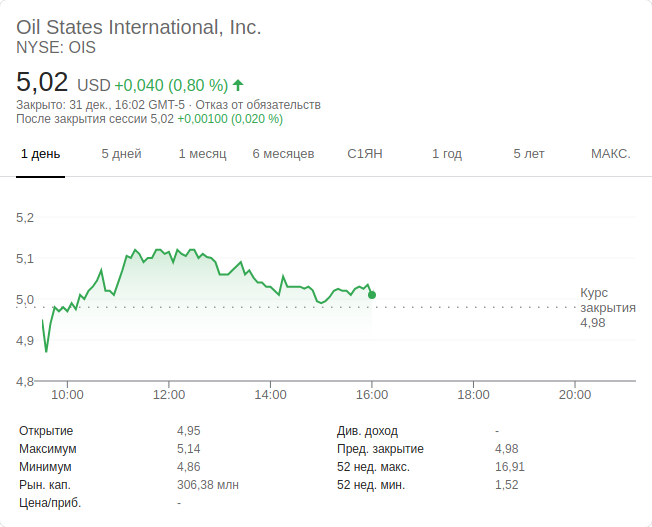 Oil States International, Inc.
NYSE: OIS
5,02 USD +0,040 (0,80 %)
Закрыто: 31 дек., 16:02 GMT-5 · Отказ от обязательств
После закрытия сессии 5,02 +0,00100 (0,020 %)
1 день 5 дней 1 месяц 6 месяцев С1ЯН 1 год 5 лет МАКС.
5,2
5,1
5,0
4,9
4,8
Курс
закрытия
4,98
10:00 12:00 14:00 16:00 18:00 20:00
Открытие 4,95 Див. доход -
Максимум 5,14 Пред. закрытие 4,98
Минимум 4,86 52 нед. макс. 16,91
Рын. кап. 306,38 млн 52 нед. мин. 1,52
Цена/приб. -